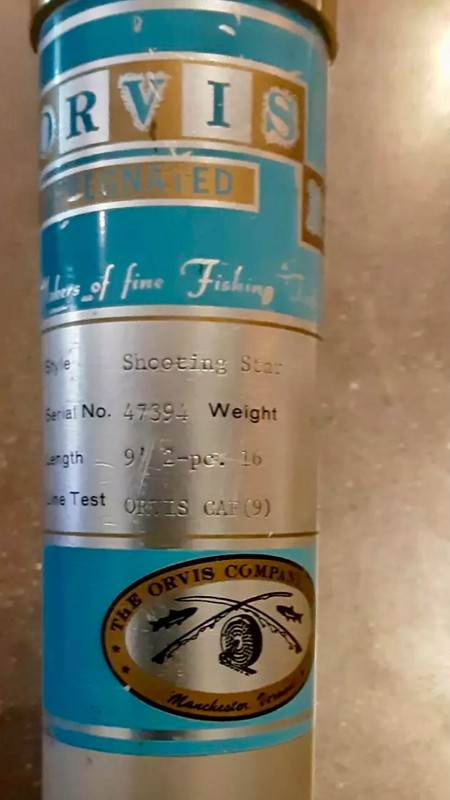 ORVIS
Makers of fine Fishing
Style Shooting Star
Serial No. 47394 Weight
Length 9' 2-pc. 16
Line Test ORVIS GAF(9)
THE ORVIS COMPANY
Manchester, Vermont